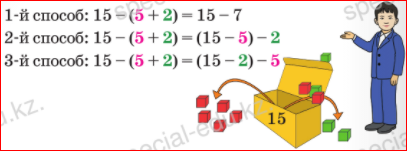 1-й способ: 15 – (5 + 2) = 15 – 7
2-й способ: 15 – (5 + 2) = (15 – 5) – 2
3-й способ: 15 – (5 + 2) = (15 – 2) – 5
15